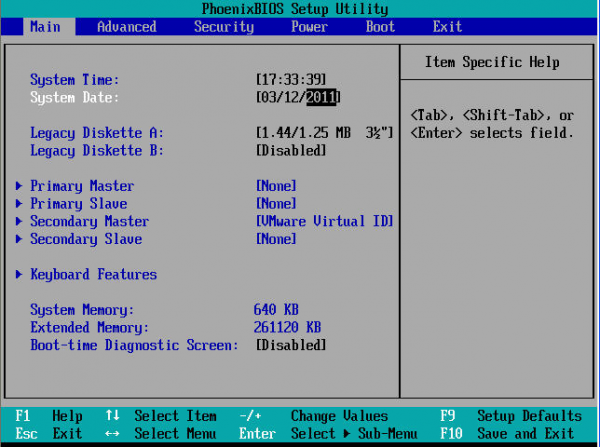 PhoenixBIOS Setup Utility
Main Advanced Security Power Boot Exit
Item Specific Help
System Time: [17:33:39]
System Date: [03/12/2011]
<Tab>, <Shift-Tab>, or
<Enter> selects field.
Legacy Diskette A: [1.44/1.25 MB 3½"]
Legacy Diskette B: [Disabled]
Primary Master [None]
Primary Slave [None]
Secondary Master [VMware Virtual ID]
Secondary Slave [None]
Keyboard Features
System Memory: 640 KB
Extended Memory: 261120 KB
Boot-time Diagnostic Screen: [Disabled]
F1 Help ↑↓ Select Item -/+ Change Values F9 Setup Defaults
Esc Exit ↔ Select Menu Enter Select ▶ Sub-Menu F10 Save and Exit